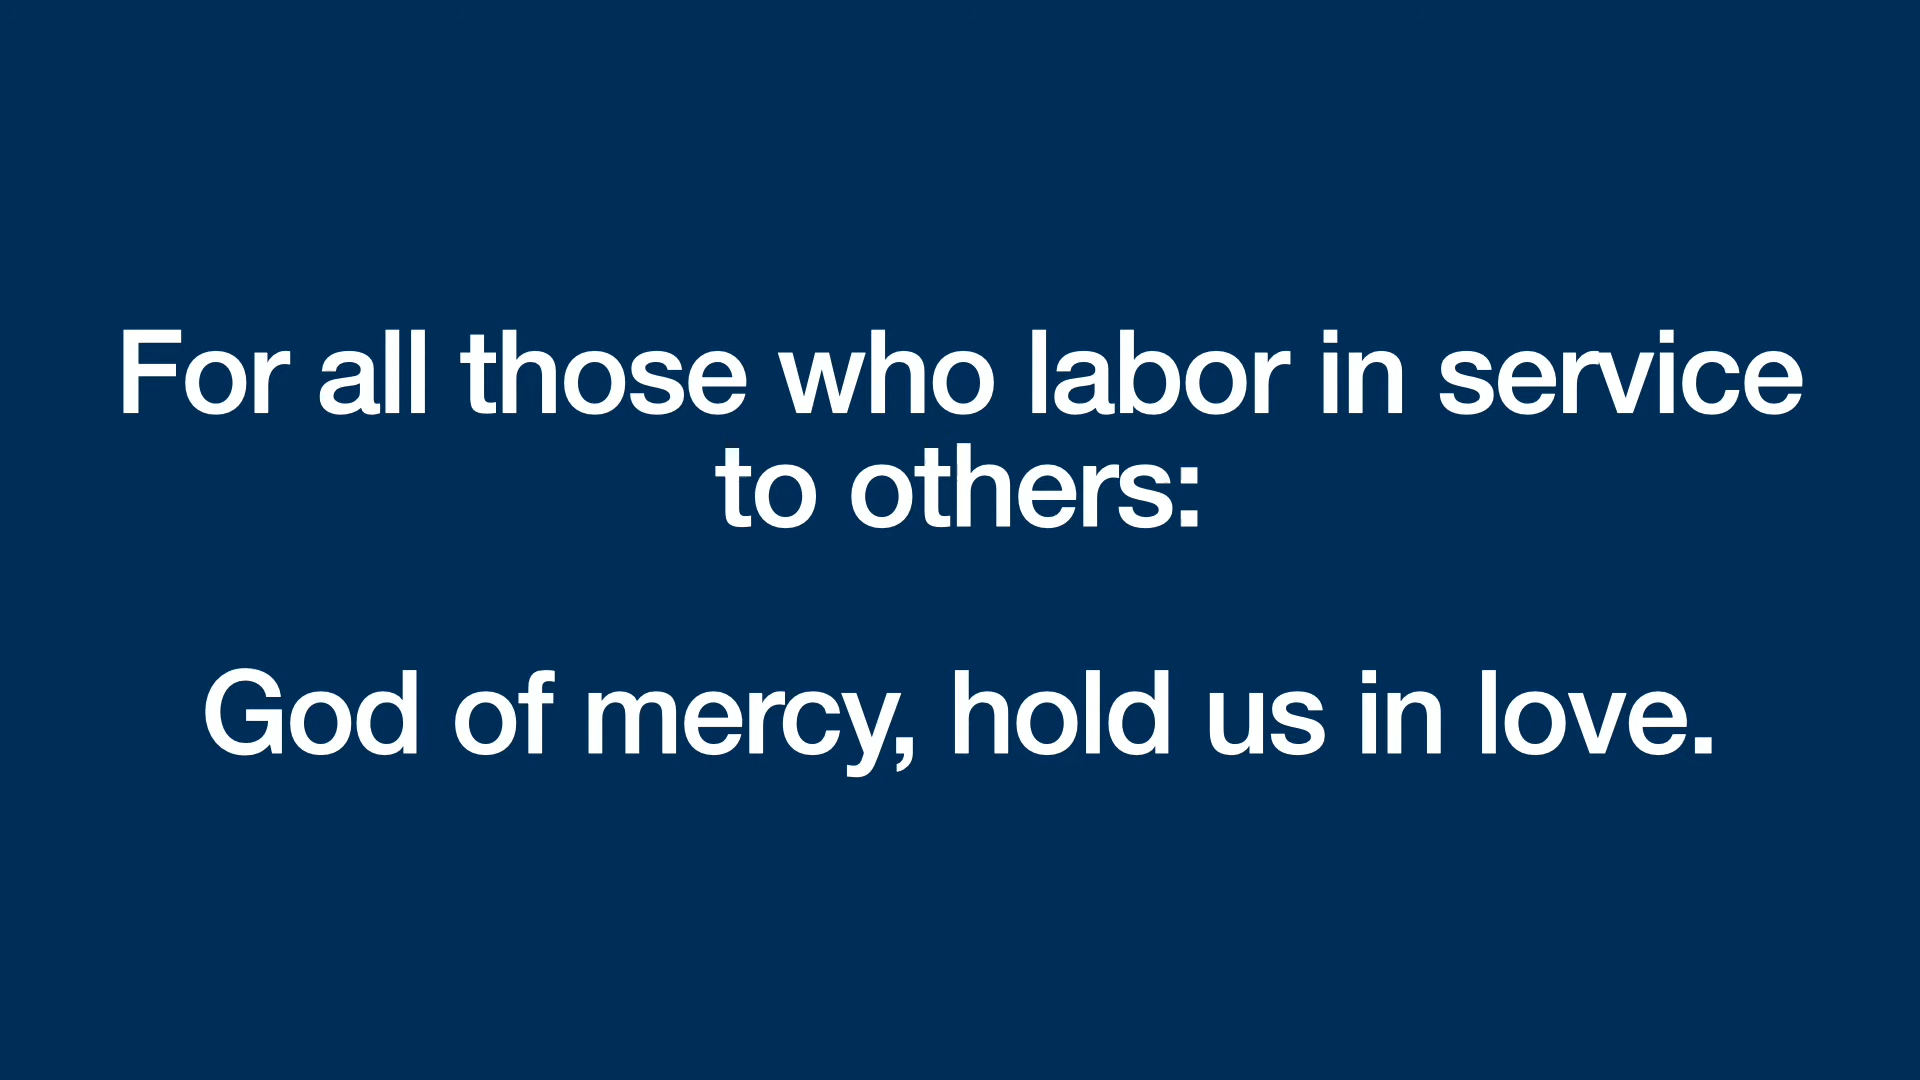 For all those who labor in service
to others:
God of mercy, hold us in love.